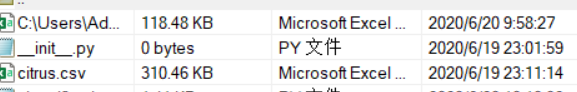 C:\Users\Ad... 118.48 KB Microsoft Excel ... 2020/6/20 9:58:27
__init__.py 0 bytes PY 文件 2020/6/19 23:01:59
citrus.csv 310.46 KB Microsoft Excel ... 2020/6/19 23:11:14